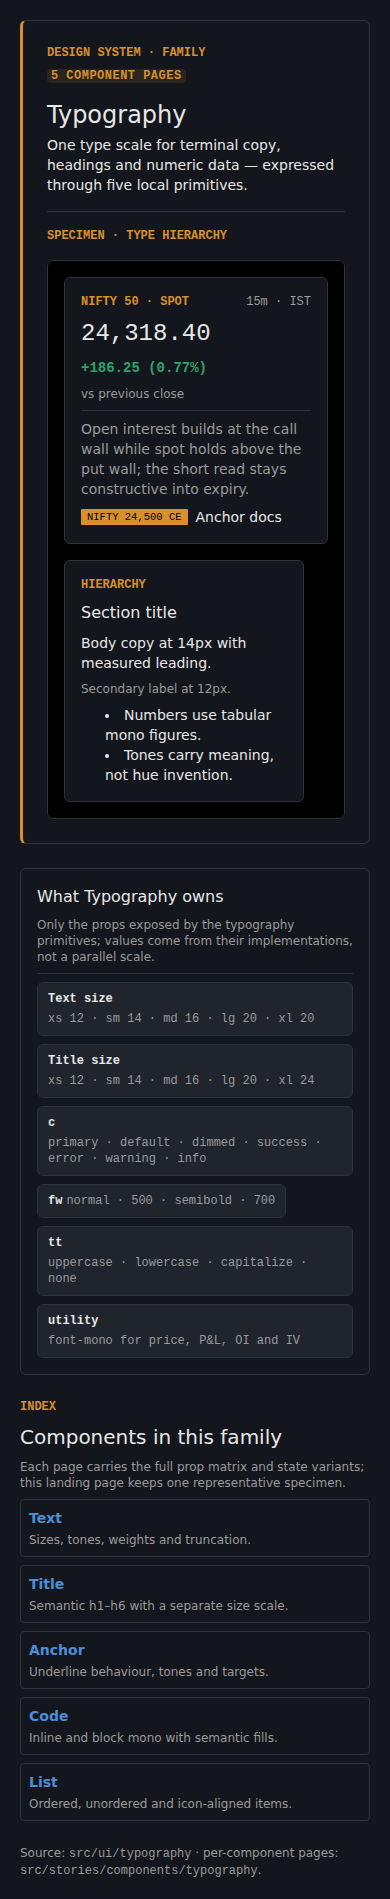 DESIGN SYSTEM · FAMILY
5 COMPONENT PAGES
Typography
One type scale for terminal copy,
headings and numeric data — expressed
through five local primitives.
SPECIMEN · TYPE HIERARCHY
NIFTY 50 · SPOT 15m · IST
24,318.40
+186.25 (0.77%)
vs previous close
Open interest builds at the call
wall while spot holds above the
put wall; the short read stays
constructive into expiry.
NIFTY 24,500 CE Anchor docs
HIERARCHY
Section title
Body copy at 14px with
measured leading.
Secondary label at 12px.
• Numbers use tabular
mono figures.
• Tones carry meaning,
not hue invention.
What Typography owns
Only the props exposed by the typography
primitives; values come from their implementations,
not a parallel scale.
Text size
xs 12 · sm 14 · md 16 · lg 20 · xl 20
Title size
xs 12 · sm 14 · md 16 · lg 20 · xl 24
c
primary · default · dimmed · success ·
error · warning · info
fw normal · 500 · semibold · 700
tt
uppercase · lowercase · capitalize ·
none
utility
font-mono for price, P&L, OI and IV
INDEX
Components in this family
Each page carries the full prop matrix and state variants;
this landing page keeps one representative specimen.
Text
Sizes, tones, weights and truncation.
Title
Semantic h1–h6 with a separate size scale.
Anchor
Underline behaviour, tones and targets.
Code
Inline and block mono with semantic fills.
List
Ordered, unordered and icon-aligned items.
Source: src/ui/typography · per-component pages:
src/stories/components/typography.